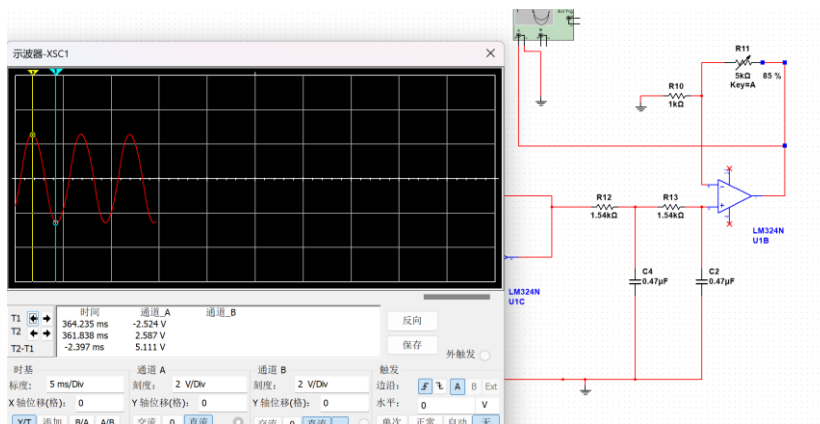 示波器-XSC1
Ext Trig
R11
5kΩ
85 %
Key=A
R10
1kΩ
R12
1.54kΩ
R13
1.54kΩ
LM324N
U1B
C4
0.47μF
C2
0.47μF
LM324N
U1C
时间 通道_A 通道_B
T1 364.235 ms -2.524 V
T2 361.838 ms 2.587 V
T2-T1 -2.397 ms 5.111 V
反向
保存
外触发
时基
标度: 5 ms/Div
X 轴位移(格): 0
Y/T 添加 B/A A/B
通道 A
刻度: 2 V/Div
Y 轴位移(格): 0
交流 0 直流
通道 B
刻度: 2 V/Div
Y 轴位移(格): 0
交流 0 直流 -
触发
边沿: A B Ext
水平: 0 V
单次 正常 自动 无